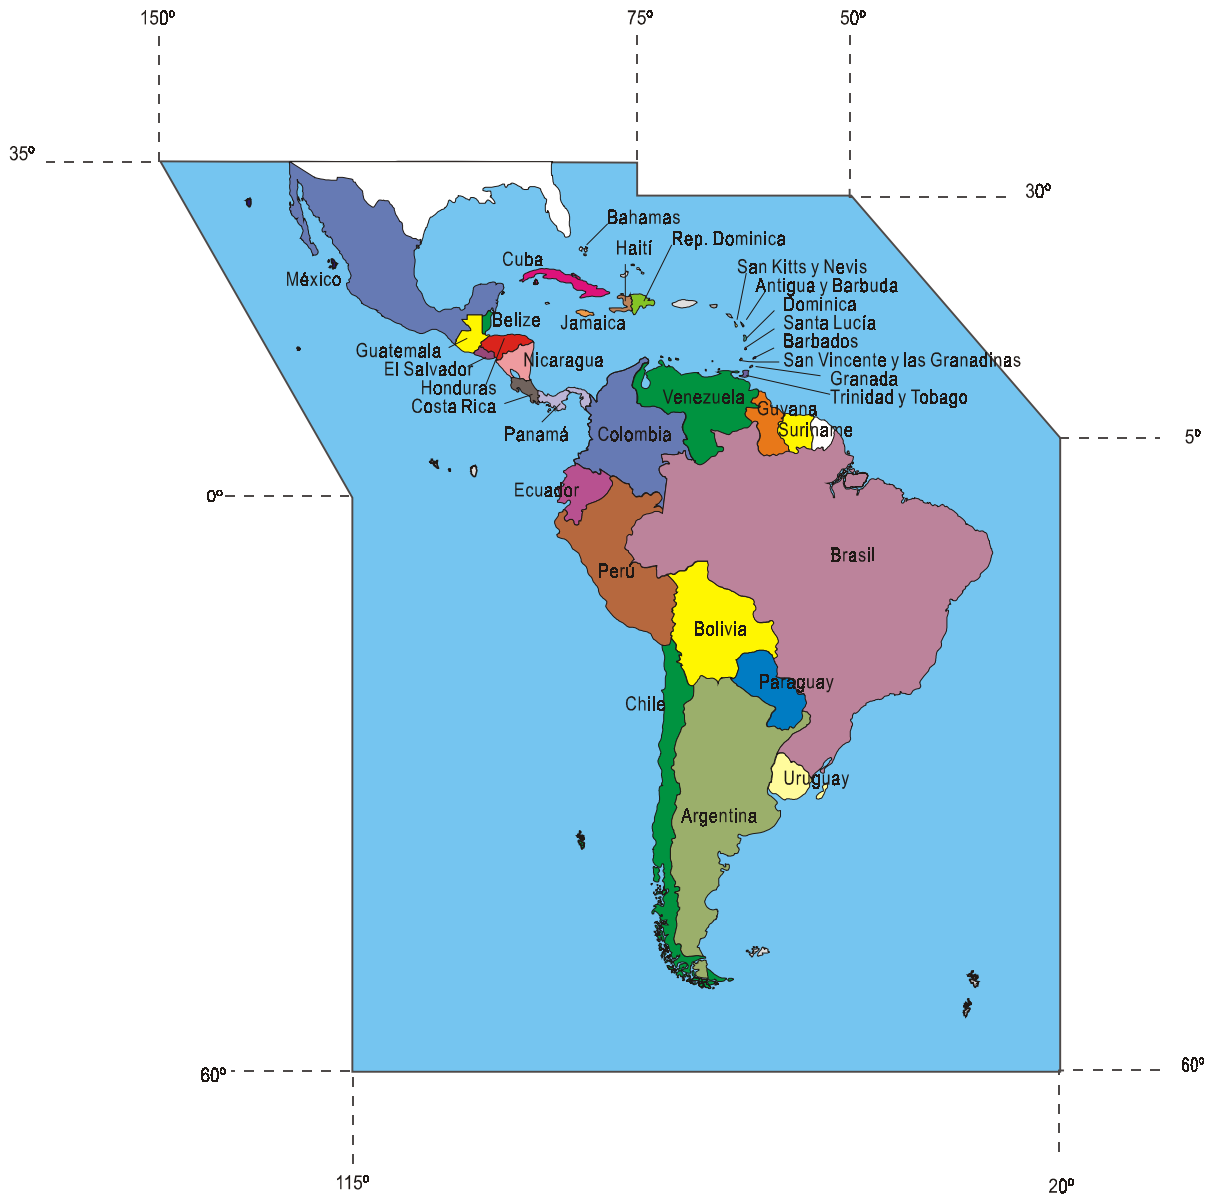 150º
75º
50º
35º
30º
Bahamas
Rep. Dominica
Haití
Cuba
San Kitts y Nevis
México
Antigua y Barbuda
Dominica
Belize
Jamaica
Santa Lucía
Barbados
Guatemala
Nicaragua
San Vincente y las Granadinas
El Salvador
Granada
Honduras
Venezuela
Trinidad y Tobago
Costa Rica
Guyana
Panamá
Colombia
Suriname
5º
Ecuador
0º
Brasil
Perú
Bolivia
Paraguay
Chile
Uruguay
Argentina
60º
60º
115º
20º